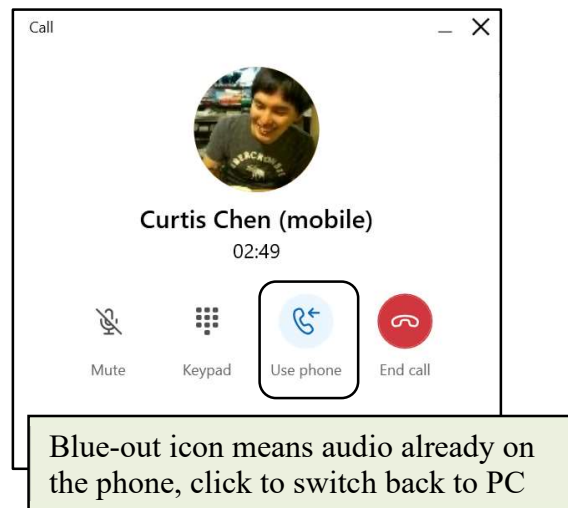 Call
ABERCROMBIE
Curtis Chen (mobile)
02:49
Mute Keypad Use phone End call
Blue-out icon means audio already on
the phone, click to switch back to PC